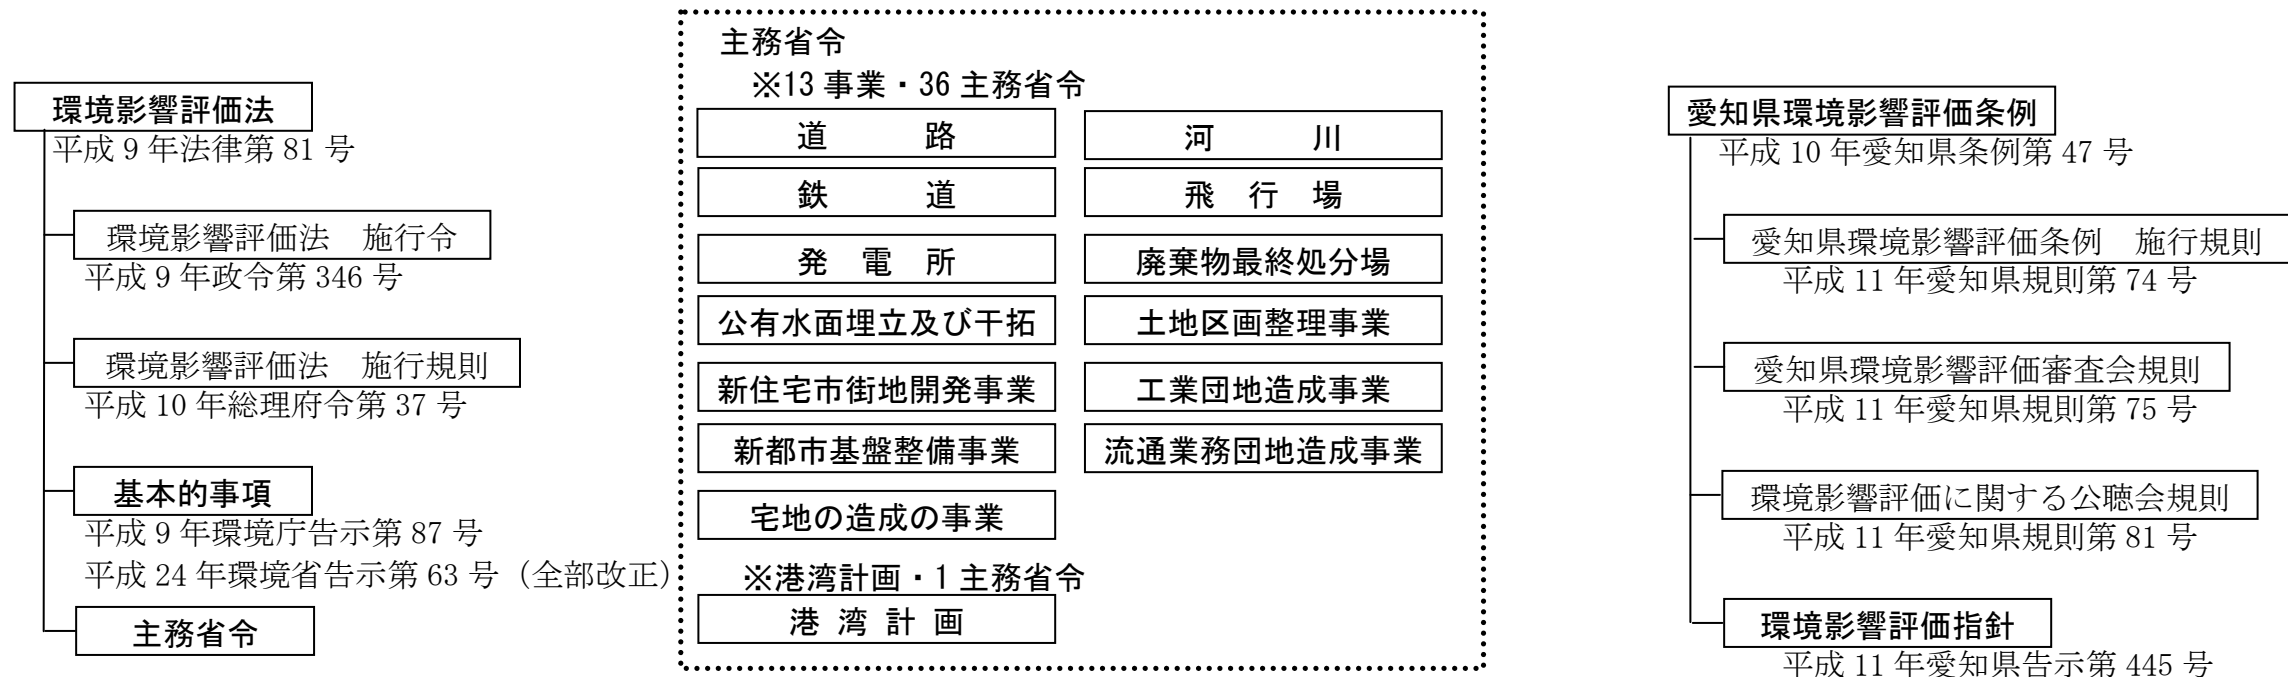 環境影響評価法
平成 9 年法律第 81 号
環境影響評価法　施行令
平成 9 年政令第 346 号
環境影響評価法　施行規則
平成 10 年総理府令第 37 号
基本的事項
平成 9 年環境庁告示第 87 号
平成 24 年環境省告示第 63 号（全部改正）
主務省令
主務省令
※13 事業・36 主務省令
道　　　路
河　　　川
鉄　　　道
飛　行　場
発　電　所
廃棄物最終処分場
公有水面埋立及び干拓
土地区画整理事業
新住宅市街地開発事業
工業団地造成事業
新都市基盤整備事業
流通業務団地造成事業
宅地の造成の事業
※港湾計画・1 主務省令
港 湾 計 画
愛知県環境影響評価条例
平成 10 年愛知県条例第 47 号
愛知県環境影響評価条例　施行規則
平成 11 年愛知県規則第 74 号
愛知県環境影響評価審査会規則
平成 11 年愛知県規則第 75 号
環境影響評価に関する公聴会規則
平成 11 年愛知県規則第 81 号
環境影響評価指針
平成 11 年愛知県告示第 445 号